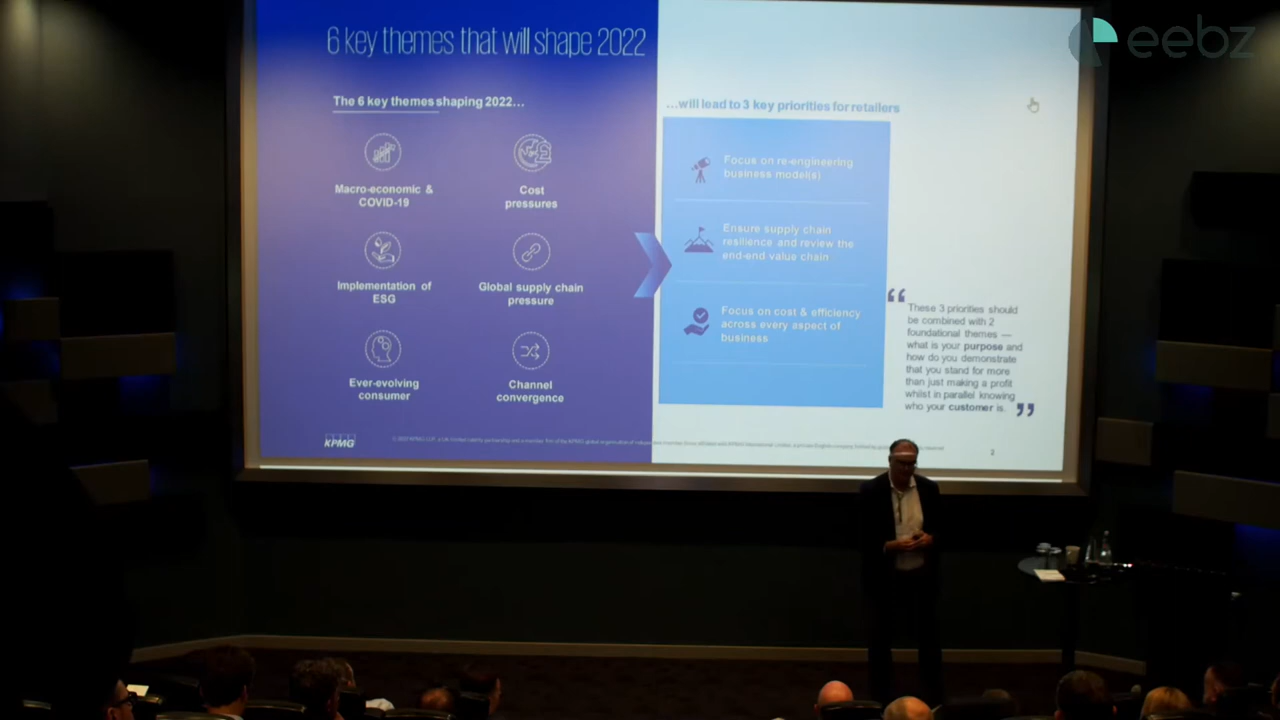 eebz
6 key themes that will shape 2022
The 6 key themes shaping 2022...
Macro-economic &
COVID-19
Cost
pressures
Implementation of
ESG
Global supply chain
pressure
Ever-evolving
consumer
Channel
convergence
...will lead to 3 key priorities for retailers
Focus on re-engineering
business model(s)
Ensure supply chain
resilience and review the
end-end value chain
Focus on cost & efficiency
across every aspect of
business
“
These 3 priorities should
be combined with 2
foundational themes —
what is your purpose and
how do you demonstrate
that you stand for more
than just making a profit
whilst in parallel knowing
who your customer is. ”
KPMG
2